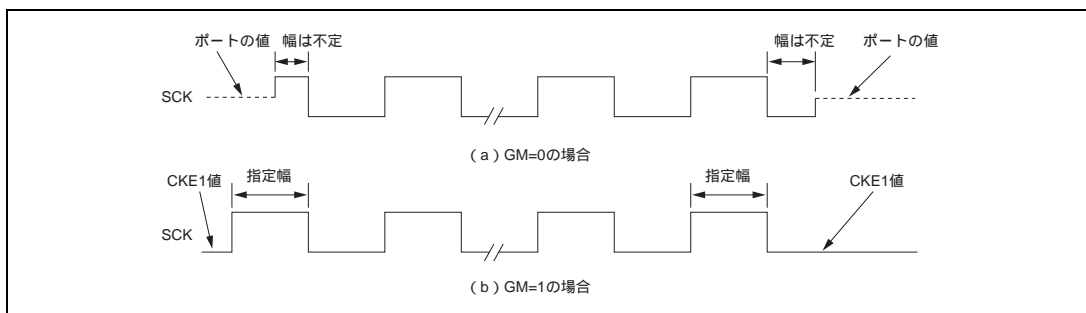 ポートの値 幅は不定 幅は不定 ポートの値
SCK
(a)GM=0の場合
CKE1値 指定幅 指定幅 CKE1値
SCK
(b)GM=1の場合